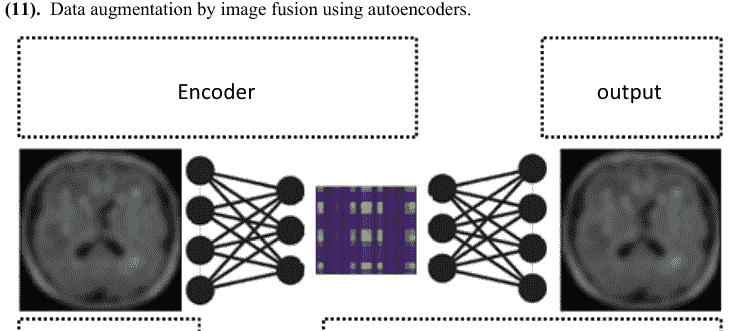 (11). Data augmentation by image fusion using autoencoders.
Encoder
output